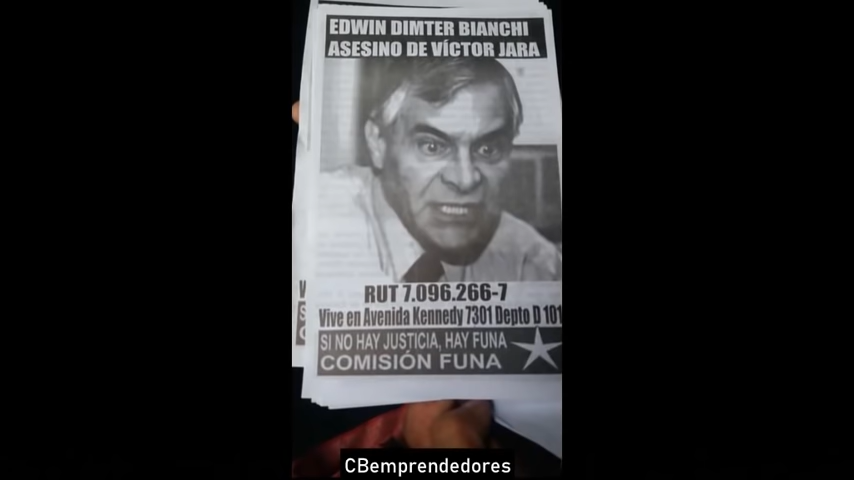 EDWIN DIMTER BIANCHI
ASESINO DE VÍCTOR JARA
RUT 7.096.266-7
Vive en Avenida Kennedy 7301 Depto D 101
SI NO HAY JUSTICIA, HAY FUNA
COMISIÓN FUNA
CBemprendedores